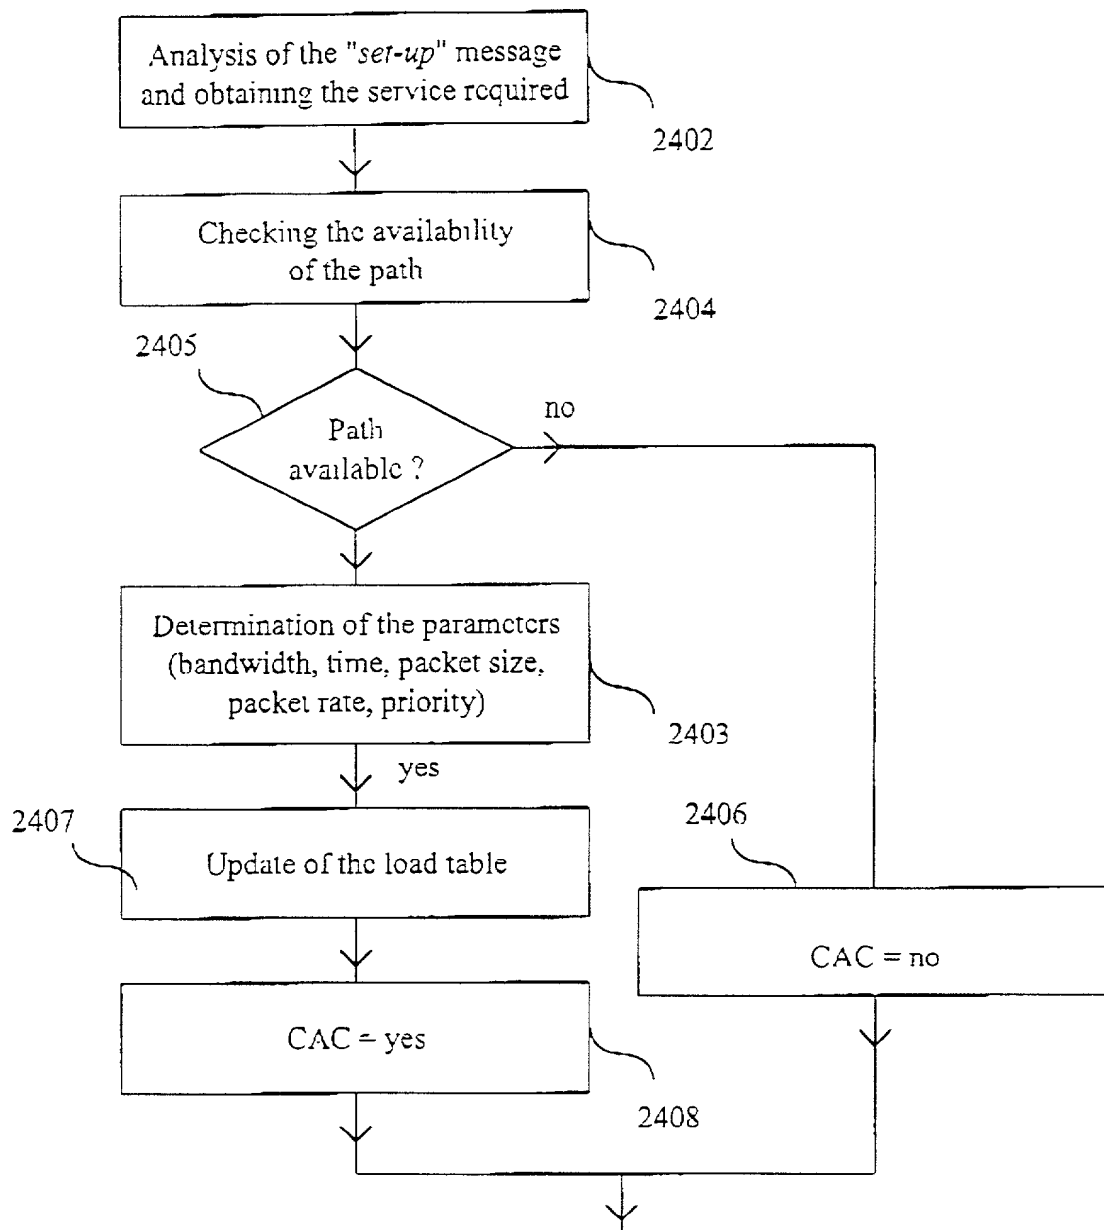 Analysis of the "set-up" message
and obtaining the service required
2402
Checking the availability
of the path
2404
2405
Path
available ?
no
Determination of the parameters
(bandwidth, time, packet size,
packet rate, priority)
2403
yes
2407
Update of the load table
2406
CAC = no
CAC = yes
2408